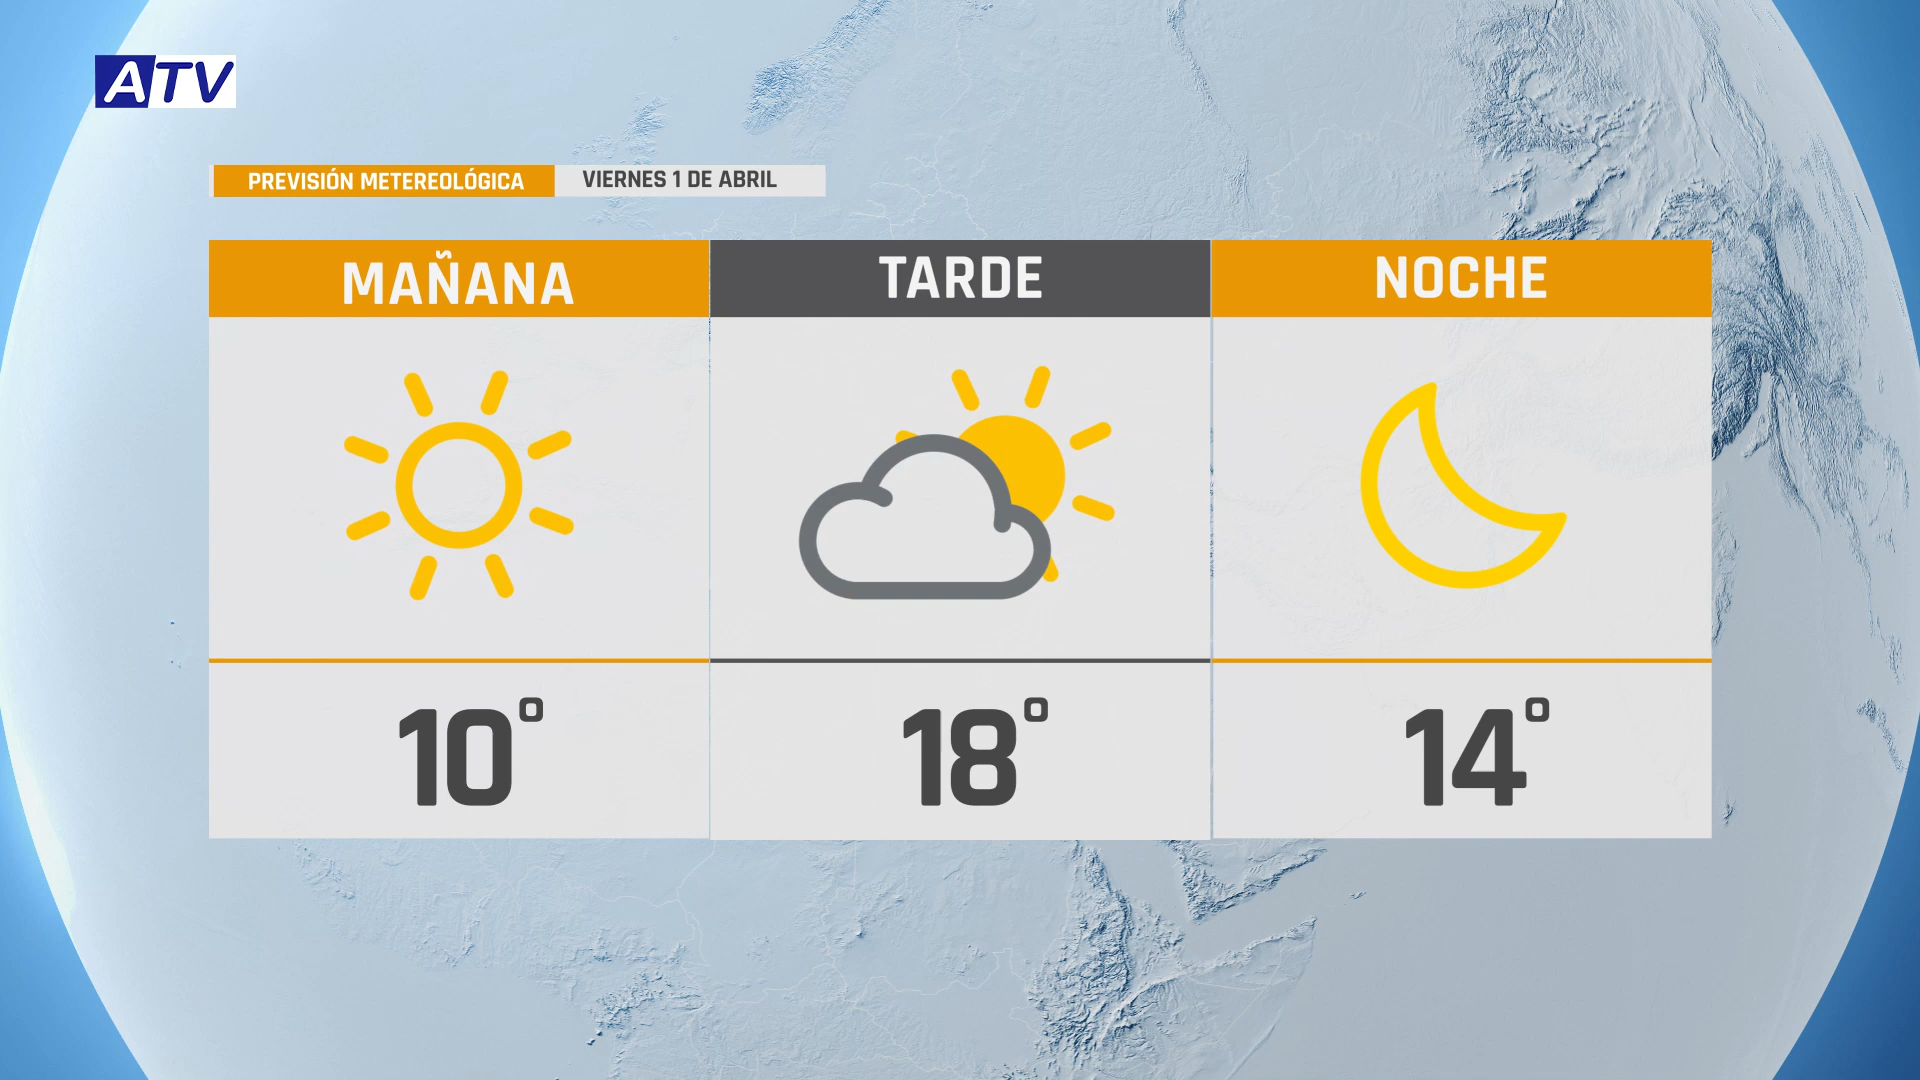 ATV
PREVISIÓN METEREOLÓGICA VIERNES 1 DE ABRIL
MAÑANA TARDE NOCHE
10° 18° 14°